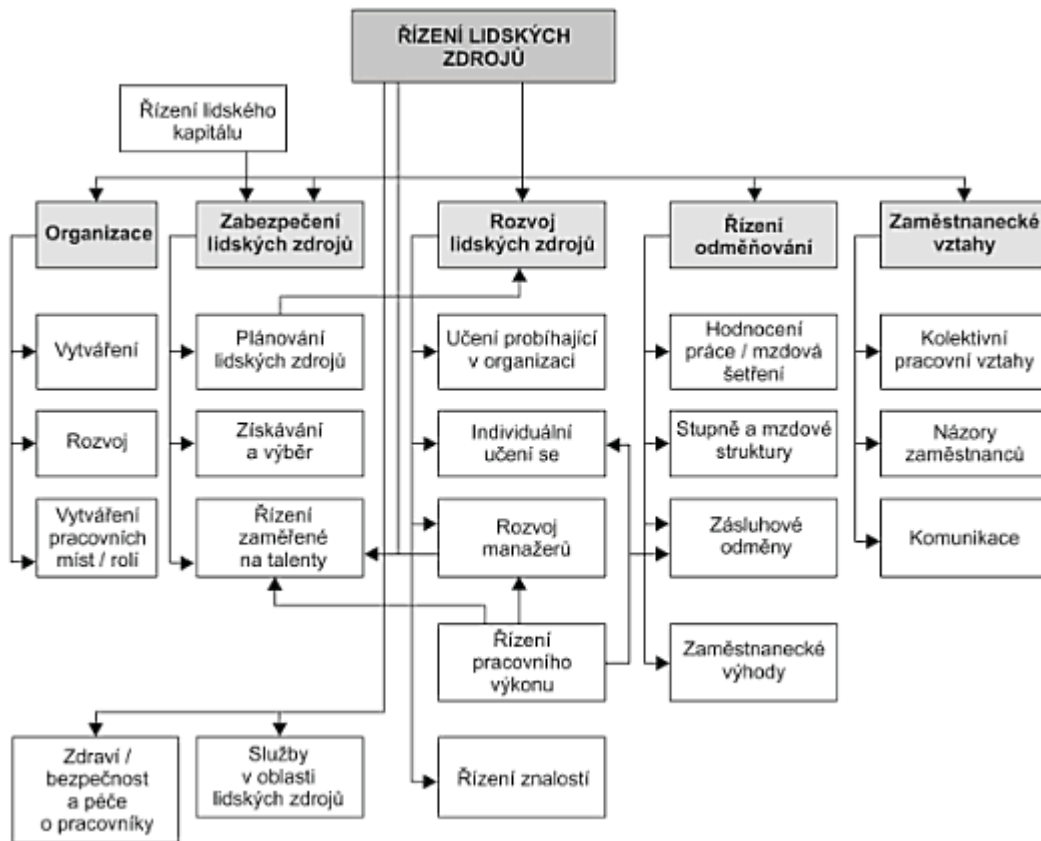 ŘÍZENÍ LIDSKÝCH
ZDROJŮ
Řízení lidského
kapitálu
Organizace
Zabezpečení
lidských zdrojů
Rozvoj
lidských zdrojů
Řízení
odměňování
Zaměstnanecké
vztahy
Vytváření
Plánování
lidských zdrojů
Učení probíhající
v organizaci
Hodnocení
práce / mzdová
šetření
Kolektivní
pracovní vztahy
Rozvoj
Získávání
a výběr
Individuální
učení se
Stupně a mzdové
struktury
Názory
zaměstnanců
Vytváření
pracovních
míst / rolí
Řízení
zaměřené
na talenty
Rozvoj
manažerů
Zásluhové
odměny
Komunikace
Řízení
pracovního
výkonu
Zaměstnanecké
výhody
Zdraví /
bezpečnost
a péče
o pracovníky
Služby
v oblasti
lidských zdrojů
Řízení znalostí